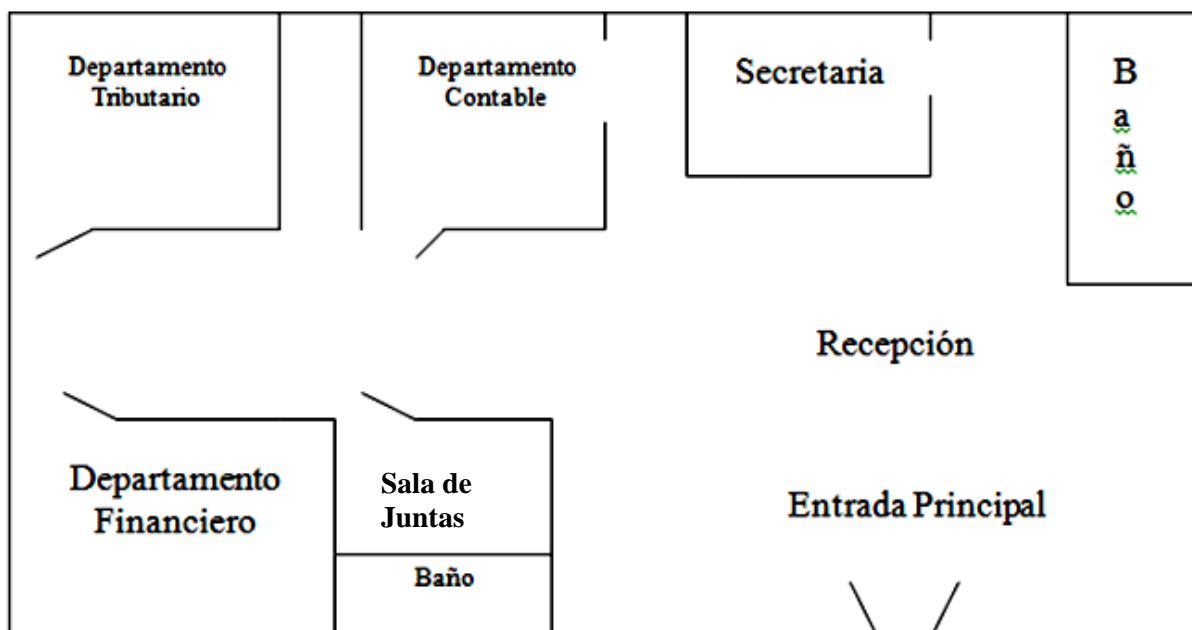 Departamento
Tributario
Departamento
Contable
Secretaria
B
a
ñ
o
Recepción
Departamento
Financiero
Sala de
Juntas
Entrada Principal
Baño